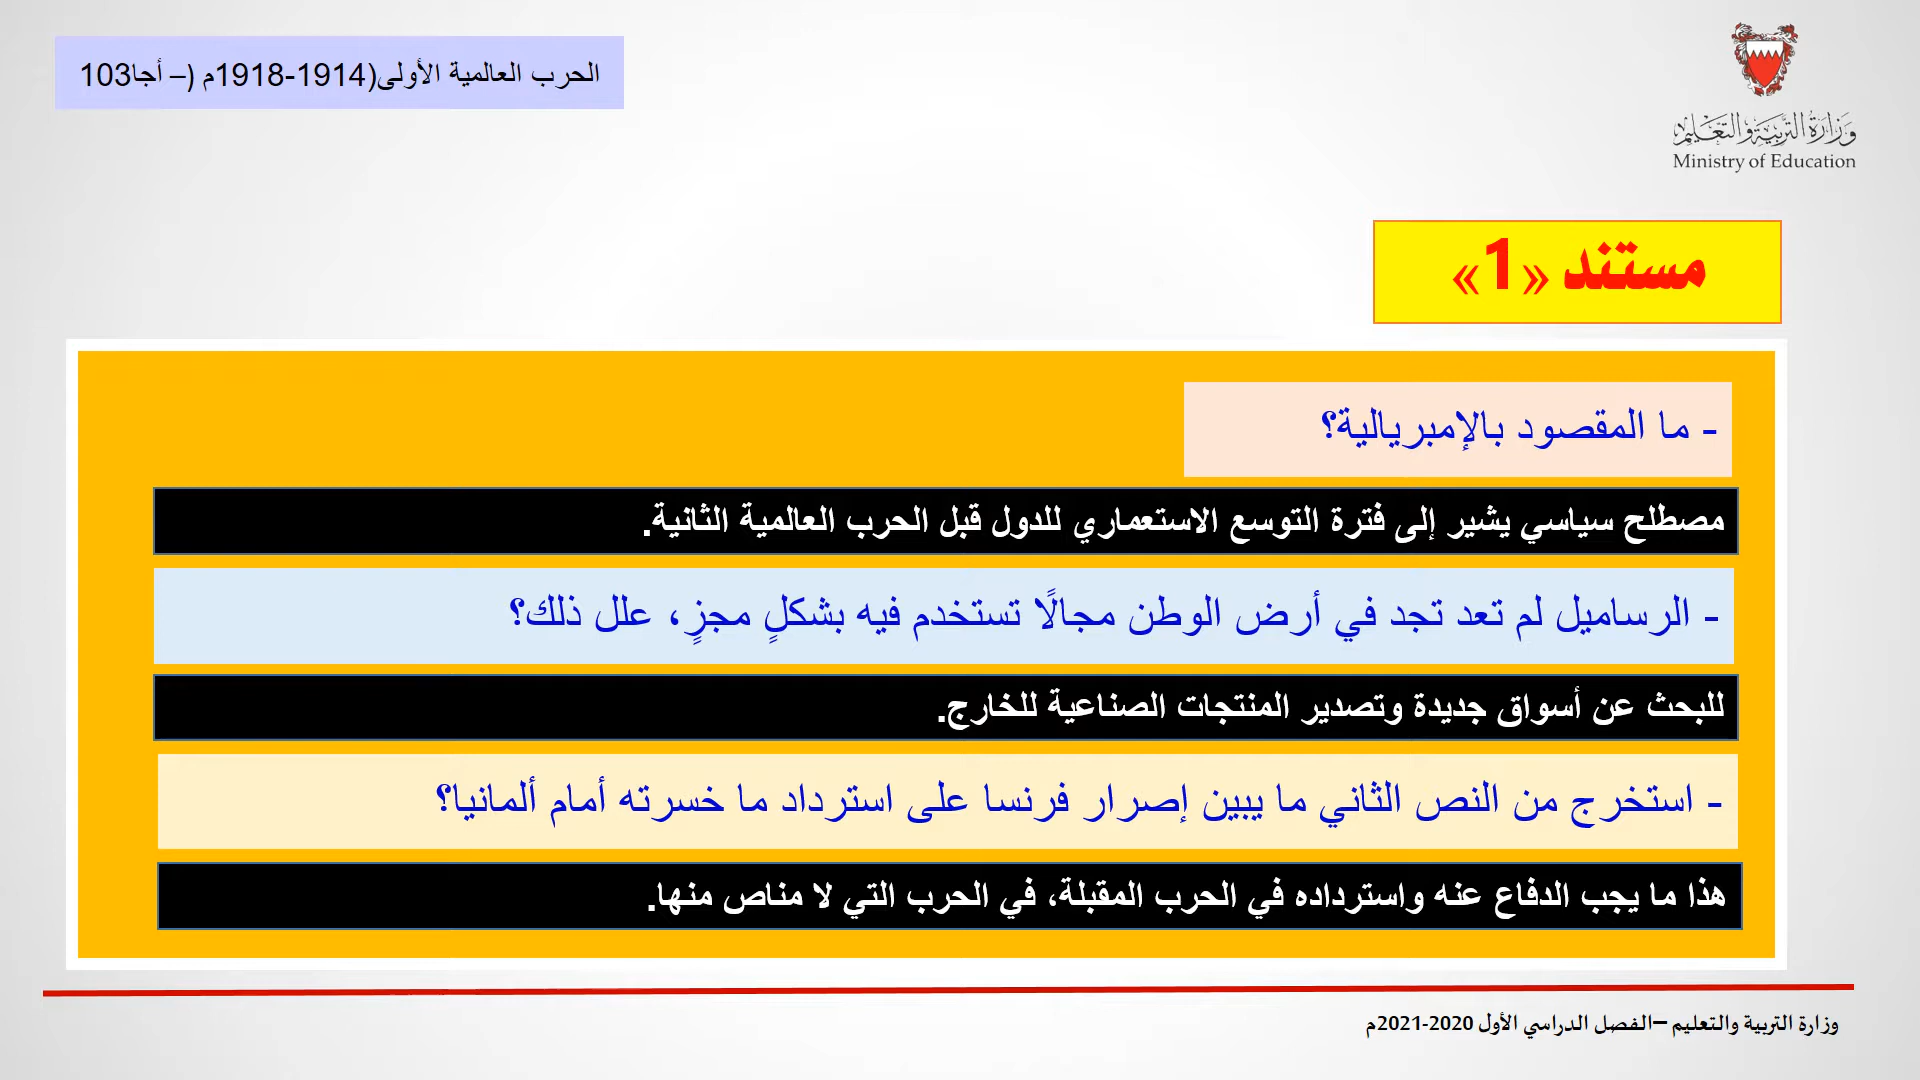 الحرب العالمية الأولى(1914-1918م (– أجا103
وزارة التربية والتعليم
Ministry of Education
مستند «1»
- ما المقصود بالإمبريالية؟
مصطلح سياسي يشير إلى فترة التوسع الاستعماري للدول قبل الحرب العالمية الثانية.
- الرساميل لم تعد تجد في أرض الوطن مجالًا تستخدم فيه بشكلٍ مجزٍ، علل ذلك؟
للبحث عن أسواق جديدة وتصدير المنتجات الصناعية للخارج.
- استخرج من النص الثاني ما يبين إصرار فرنسا على استرداد ما خسرته أمام ألمانيا؟
هذا ما يجب الدفاع عنه واسترداده في الحرب المقبلة، في الحرب التي لا مناص منها.
وزارة التربية والتعليم –الفصل الدراسي الأول 2020-2021م